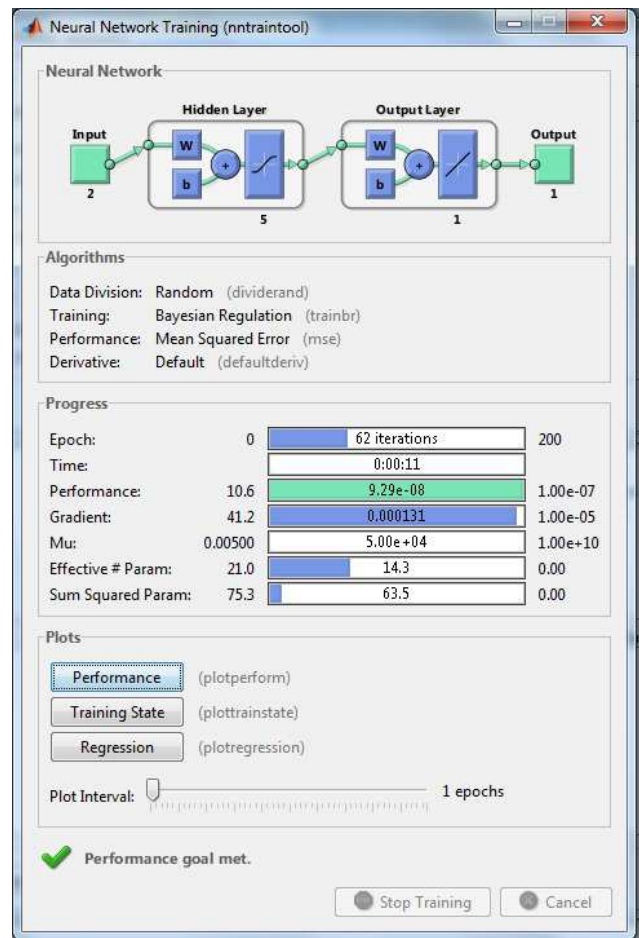 Neural Network Training (nntraintool)
Neural Network
Hidden Layer Output Layer
Input Output
W W
+ +
b b
2 5 1 1
Algorithms
Data Division: Random (dividerand)
Training: Bayesian Regulation (trainbr)
Performance: Mean Squared Error (mse)
Derivative: Default (defaultderiv)
Progress
Epoch: 0 62 iterations 200
Time: 0:00:11
Performance: 10.6 9.29e-08 1.00e-07
Gradient: 41.2 0.000131 1.00e-05
Mu: 0.00500 5.00e+04 1.00e+10
Effective # Param: 21.0 14.3 0.00
Sum Squared Param: 75.3 63.5 0.00
Plots
Performance (plotperform)
Training State (plottrainstate)
Regression (plotregression)
Plot Interval: 1 epochs
Performance goal met.
Stop Training Cancel